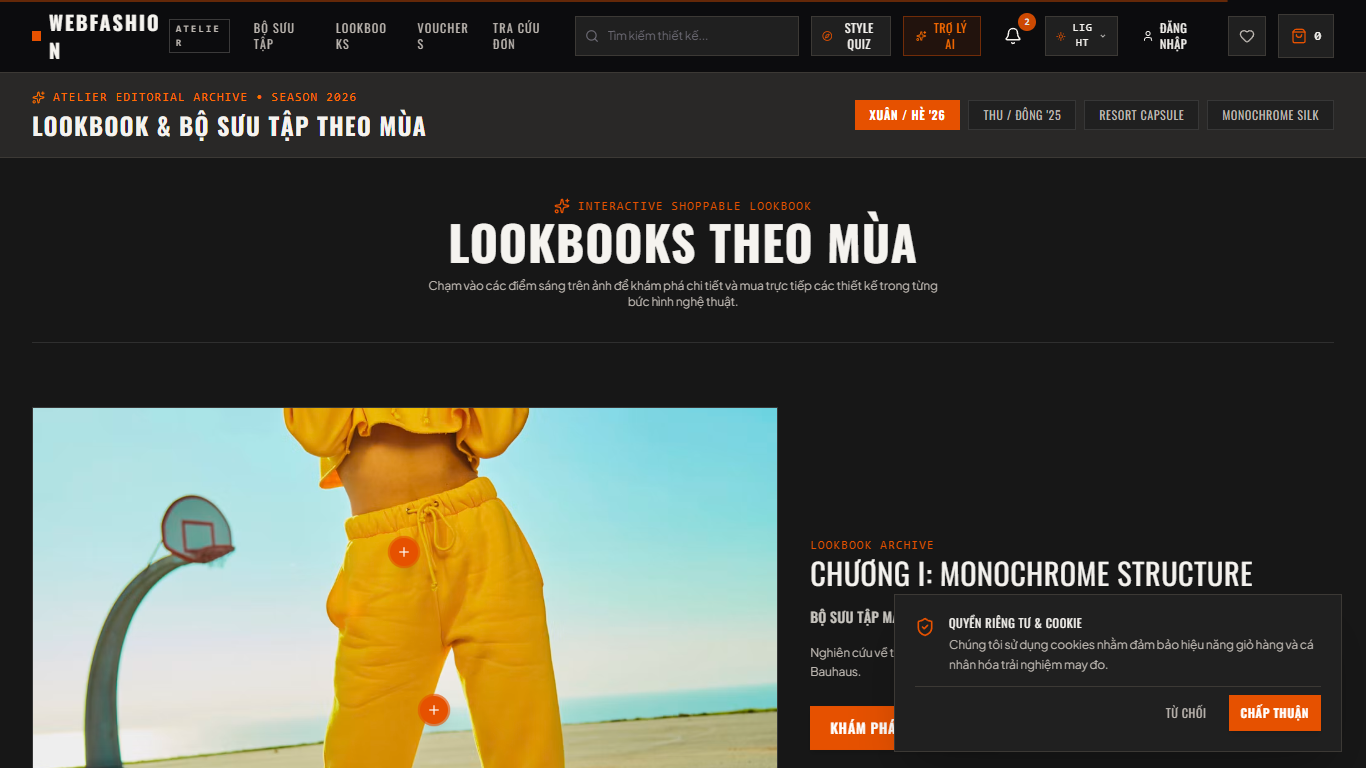 WEBFASHIO
N
ATELIE
R
BỘ SƯU
TẬP
LOOKBOO
KS
VOUCHER
S
TRA CỨU
ĐƠN
Tìm kiếm thiết kế...
STYLE
QUIZ
TRỢ LÝ
AI
2
LIG
HT
ĐĂNG
NHẬP
0
ATELIER EDITORIAL ARCHIVE • SEASON 2026
LOOKBOOK & BỘ SƯU TẬP THEO MÙA
XUÂN / HÈ '26
THU / ĐÔNG '25
RESORT CAPSULE
MONOCHROME SILK
INTERACTIVE SHOPPABLE LOOKBOOK
LOOKBOOKS THEO MÙA
Chạm vào các điểm sáng trên ảnh để khám phá chi tiết và mua trực tiếp các thiết kế trong từng
bức hình nghệ thuật.
LOOKBOOK ARCHIVE
CHƯƠNG I: MONOCHROME STRUCTURE
BỘ SƯU TẬP
Nghiên cứu về
Bauhaus.
KHÁM PHÁ
QUYỀN RIÊNG TƯ & COOKIE
Chúng tôi sử dụng cookies nhằm đảm bảo hiệu năng giỏ hàng và cá
nhân hóa trải nghiệm may đo.
TỪ CHỐI
CHẤP THUẬN